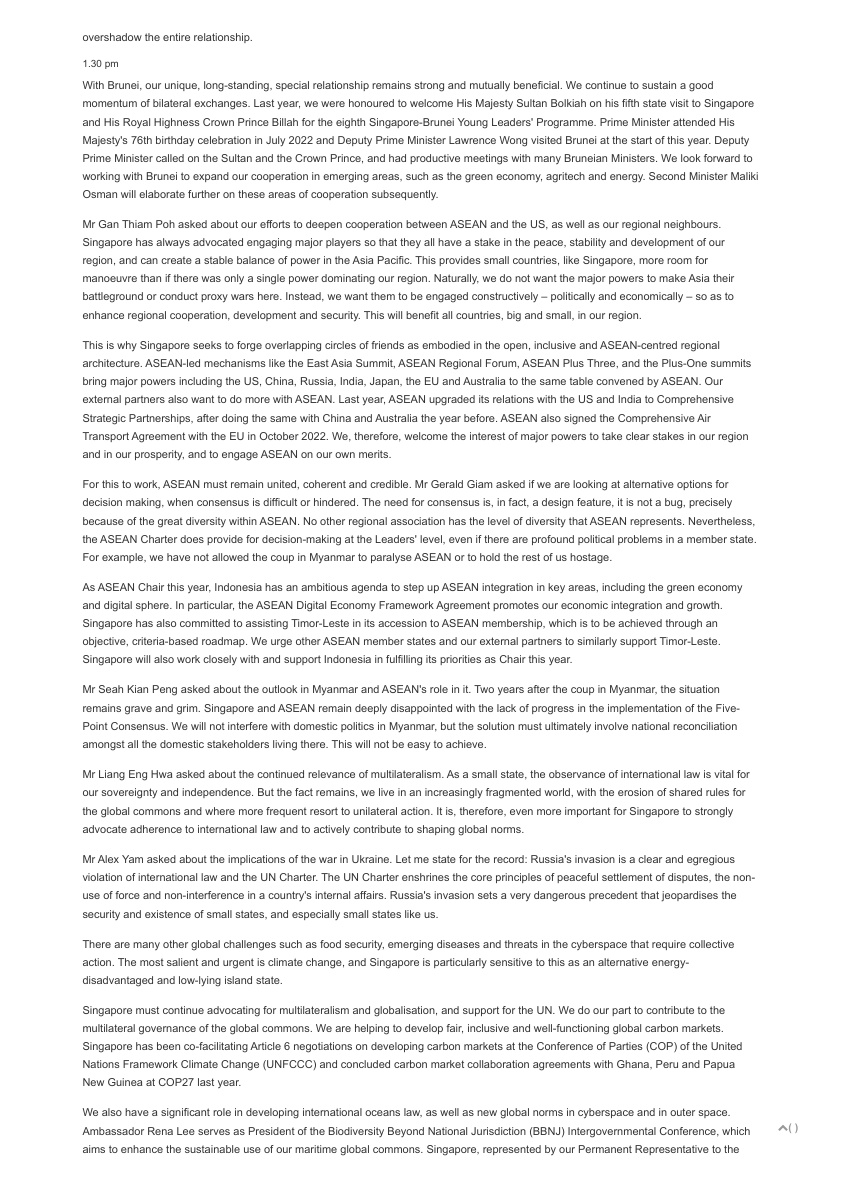 overshadow the entire relationship.
1.30 pm
With Brunei, our unique, long-standing, special relationship remains strong and mutually beneficial. We continue to sustain a good
momentum of bilateral exchanges. Last year, we were honoured to welcome His Majesty Sultan Bolkiah on his fifth state visit to Singapore
and His Royal Highness Crown Prince Billah for the eighth Singapore-Brunei Young Leaders' Programme. Prime Minister attended His
Majesty's 76th birthday celebration in July 2022 and Deputy Prime Minister Lawrence Wong visited Brunei at the start of this year. Deputy
Prime Minister called on the Sultan and the Crown Prince, and had productive meetings with many Bruneian Ministers. We look forward to
working with Brunei to expand our cooperation in emerging areas, such as the green economy, agritech and energy. Second Minister Maliki
Osman will elaborate further on these areas of cooperation subsequently.
Mr Gan Thiam Poh asked about our efforts to deepen cooperation between ASEAN and the US, as well as our regional neighbours.
Singapore has always advocated engaging major players so that they all have a stake in the peace, stability and development of our
region, and can create a stable balance of power in the Asia Pacific. This provides small countries, like Singapore, more room for
manoeuvre than if there was only a single power dominating our region. Naturally, we do not want the major powers to make Asia their
battleground or conduct proxy wars here. Instead, we want them to be engaged constructively – politically and economically – so as to
enhance regional cooperation, development and security. This will benefit all countries, big and small, in our region.
This is why Singapore seeks to forge overlapping circles of friends as embodied in the open, inclusive and ASEAN-centred regional
architecture. ASEAN-led mechanisms like the East Asia Summit, ASEAN Regional Forum, ASEAN Plus Three, and the Plus-One summits
bring major powers including the US, China, Russia, India, Japan, the EU and Australia to the same table convened by ASEAN. Our
external partners also want to do more with ASEAN. Last year, ASEAN upgraded its relations with the US and India to Comprehensive
Strategic Partnerships, after doing the same with China and Australia the year before. ASEAN also signed the Comprehensive Air
Transport Agreement with the EU in October 2022. We, therefore, welcome the interest of major powers to take clear stakes in our region
and in our prosperity, and to engage ASEAN on our own merits.
For this to work, ASEAN must remain united, coherent and credible. Mr Gerald Giam asked if we are looking at alternative options for
decision making, when consensus is difficult or hindered. The need for consensus is, in fact, a design feature, it is not a bug, precisely
because of the great diversity within ASEAN. No other regional association has the level of diversity that ASEAN represents. Nevertheless,
the ASEAN Charter does provide for decision-making at the Leaders' level, even if there are profound political problems in a member state.
For example, we have not allowed the coup in Myanmar to paralyse ASEAN or to hold the rest of us hostage.
As ASEAN Chair this year, Indonesia has an ambitious agenda to step up ASEAN integration in key areas, including the green economy
and digital sphere. In particular, the ASEAN Digital Economy Framework Agreement promotes our economic integration and growth.
Singapore has also committed to assisting Timor-Leste in its accession to ASEAN membership, which is to be achieved through an
objective, criteria-based roadmap. We urge other ASEAN member states and our external partners to similarly support Timor-Leste.
Singapore will also work closely with and support Indonesia in fulfilling its priorities as Chair this year.
Mr Seah Kian Peng asked about the outlook in Myanmar and ASEAN's role in it. Two years after the coup in Myanmar, the situation
remains grave and grim. Singapore and ASEAN remain deeply disappointed with the lack of progress in the implementation of the Five-
Point Consensus. We will not interfere with domestic politics in Myanmar, but the solution must ultimately involve national reconciliation
amongst all the domestic stakeholders living there. This will not be easy to achieve.
Mr Liang Eng Hwa asked about the continued relevance of multilateralism. As a small state, the observance of international law is vital for
our sovereignty and independence. But the fact remains, we live in an increasingly fragmented world, with the erosion of shared rules for
the global commons and where more frequent resort to unilateral action. It is, therefore, even more important for Singapore to strongly
advocate adherence to international law and to actively contribute to shaping global norms.
Mr Alex Yam asked about the implications of the war in Ukraine. Let me state for the record: Russia's invasion is a clear and egregious
violation of international law and the UN Charter. The UN Charter enshrines the core principles of peaceful settlement of disputes, the non-
use of force and non-interference in a country's internal affairs. Russia's invasion sets a very dangerous precedent that jeopardises the
security and existence of small states, and especially small states like us.
There are many other global challenges such as food security, emerging diseases and threats in the cyberspace that require collective
action. The most salient and urgent is climate change, and Singapore is particularly sensitive to this as an alternative energy-
disadvantaged and low-lying island state.
Singapore must continue advocating for multilateralism and globalisation, and support for the UN. We do our part to contribute to the
multilateral governance of the global commons. We are helping to develop fair, inclusive and well-functioning global carbon markets.
Singapore has been co-facilitating Article 6 negotiations on developing carbon markets at the Conference of Parties (COP) of the United
Nations Framework Climate Change (UNFCCC) and concluded carbon market collaboration agreements with Ghana, Peru and Papua
New Guinea at COP27 last year.
We also have a significant role in developing international oceans law, as well as new global norms in cyberspace and in outer space.
Ambassador Rena Lee serves as President of the Biodiversity Beyond National Jurisdiction (BBNJ) Intergovernmental Conference, which
aims to enhance the sustainable use of our maritime global commons. Singapore, represented by our Permanent Representative to the
( )